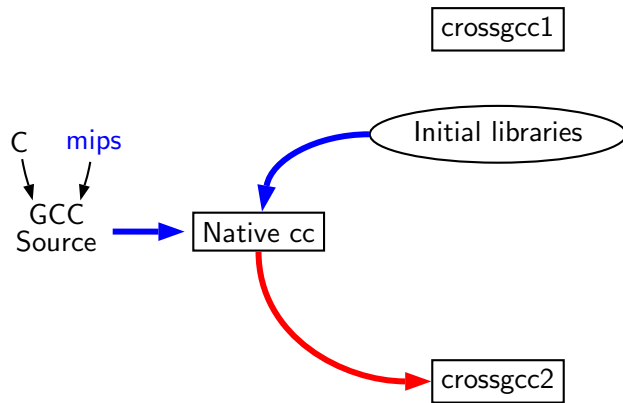 crossgcc1
Initial libraries
C
mips
GCC
Source
Native cc
crossgcc2